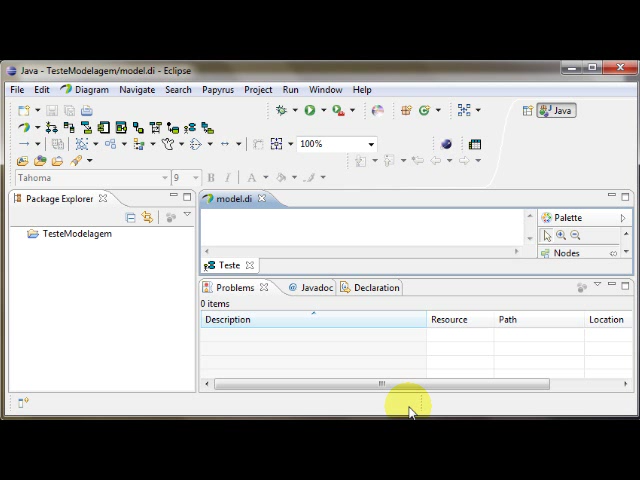 Java - TesteModelagem/model.di - Eclipse
File Edit Diagram Navigate Search Papyrus Project Run Window Help
Java
100%
Tahoma 9 B I A
Package Explorer
TesteModelagem
model.di
Palette
Nodes
Teste
Problems Javadoc Declaration
0 items
Description Resource Path Location